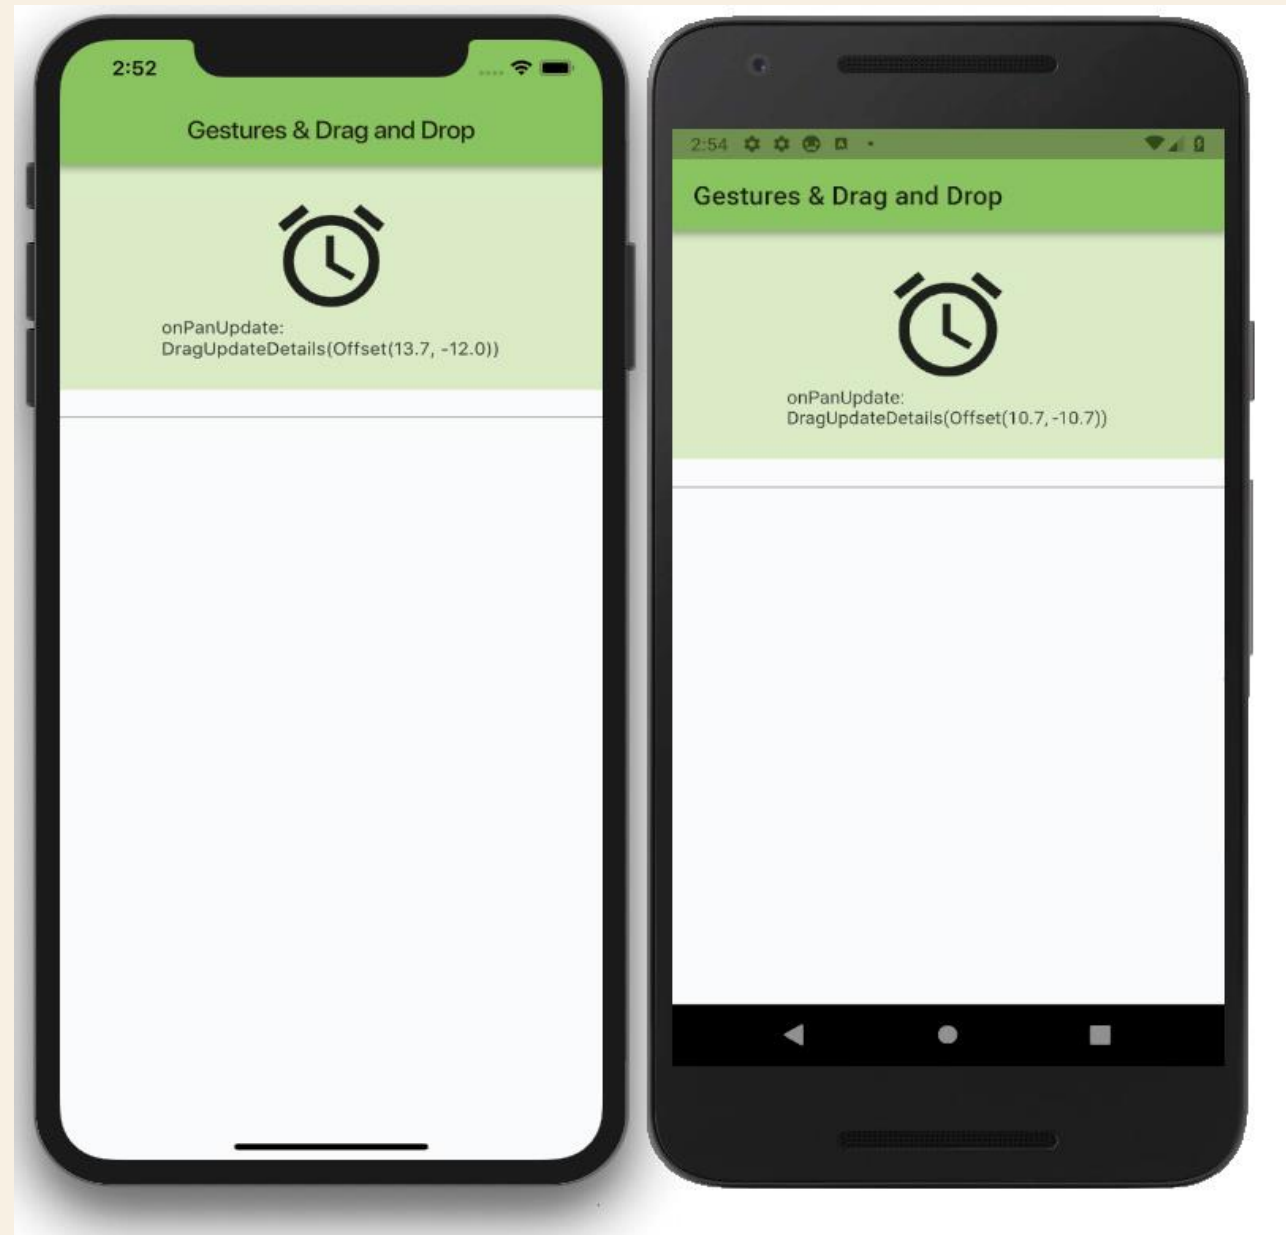 2:52
Gestures & Drag and Drop
onPanUpdate:
DragUpdateDetails(Offset(13.7, -12.0))
2:54
Gestures & Drag and Drop
onPanUpdate:
DragUpdateDetails(Offset(10.7, -10.7))